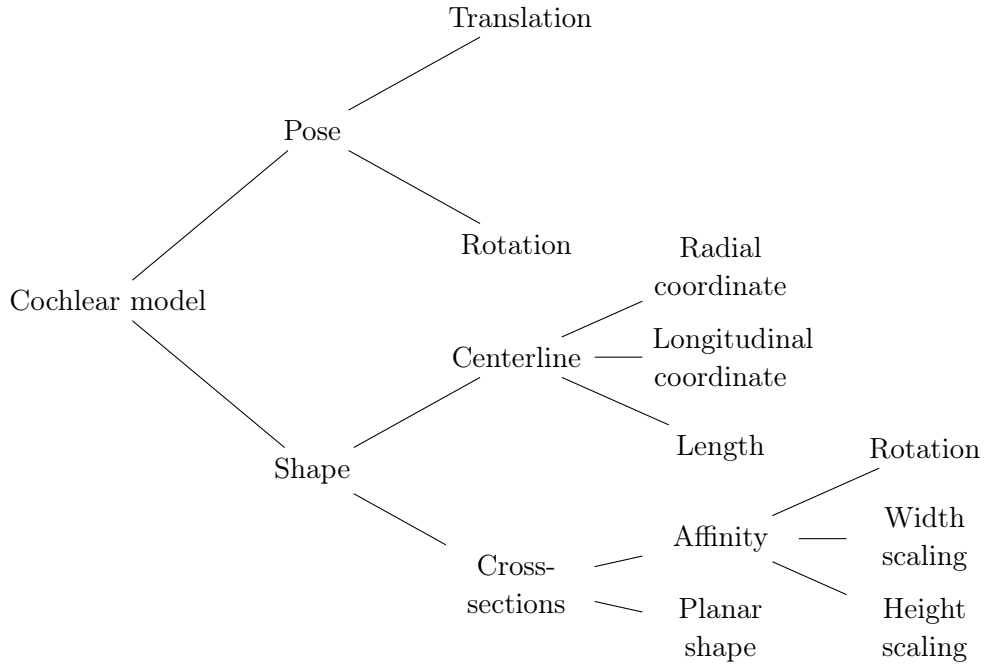 Translation
Pose
Rotation
Radial
coordinate
Cochlear model
Longitudinal
coordinate
Centerline
Length
Shape
Rotation
Affinity
Width
scaling
Cross-
sections
Planar
shape
Height
scaling